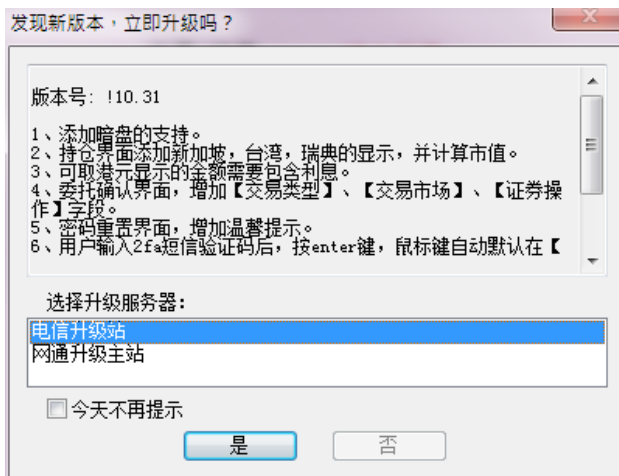 发现新版本，立即升级吗？
版本号: !10.31
1、添加暗盘的支持。
2、持仓界面添加新加坡，台湾，瑞典的显示，并计算市值。
3、可取港元显示的金额需要包含利息。
4、委托确认界面，增加【交易类型】、【交易市场】、【证券操
作】字段。
5、密码重置界面，增加温馨提示。
6、用户输入2fa短信验证码后，按enter键，鼠标键自动默认在【
选择升级服务器:
电信升级站
网通升级主站
今天不再提示
是
否